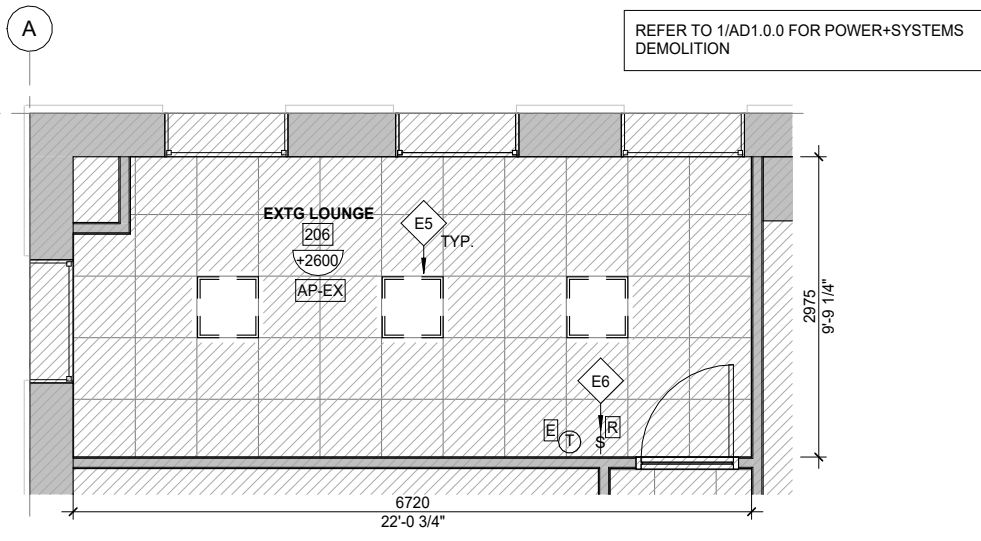 A
REFER TO 1/AD1.0.0 FOR POWER+SYSTEMS
DEMOLITION
EXTG LOUNGE
206
+2600
AP-EX
E5
TYP.
2975
9'-9 1/4"
E6
E
T
S
R
6720
22'-0 3/4"